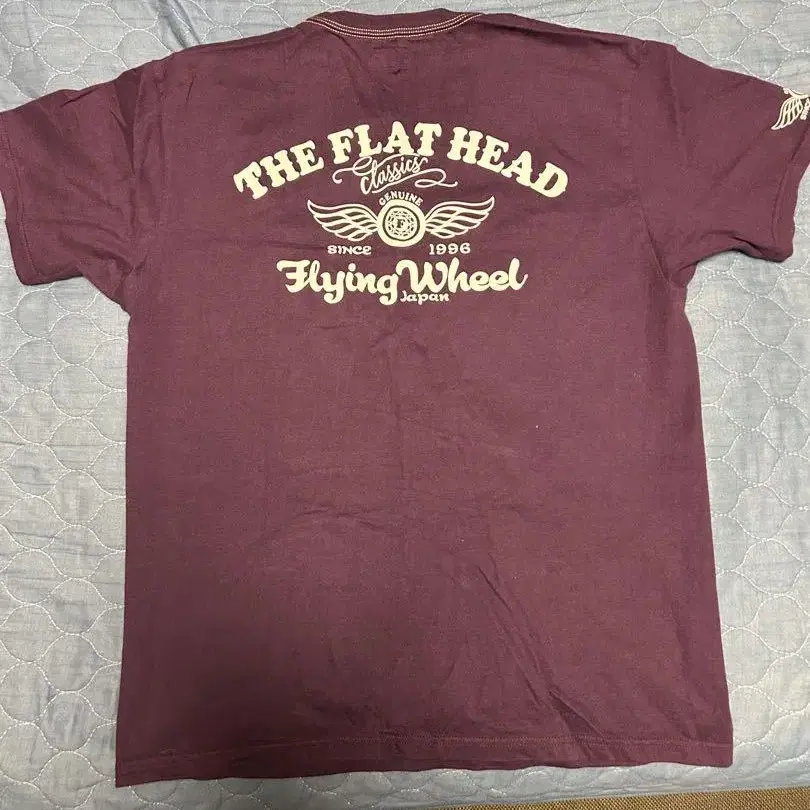 THE FLAT HEAD
Classics
GENUINE
F
SINCE 1996
Flying Wheel
Japan